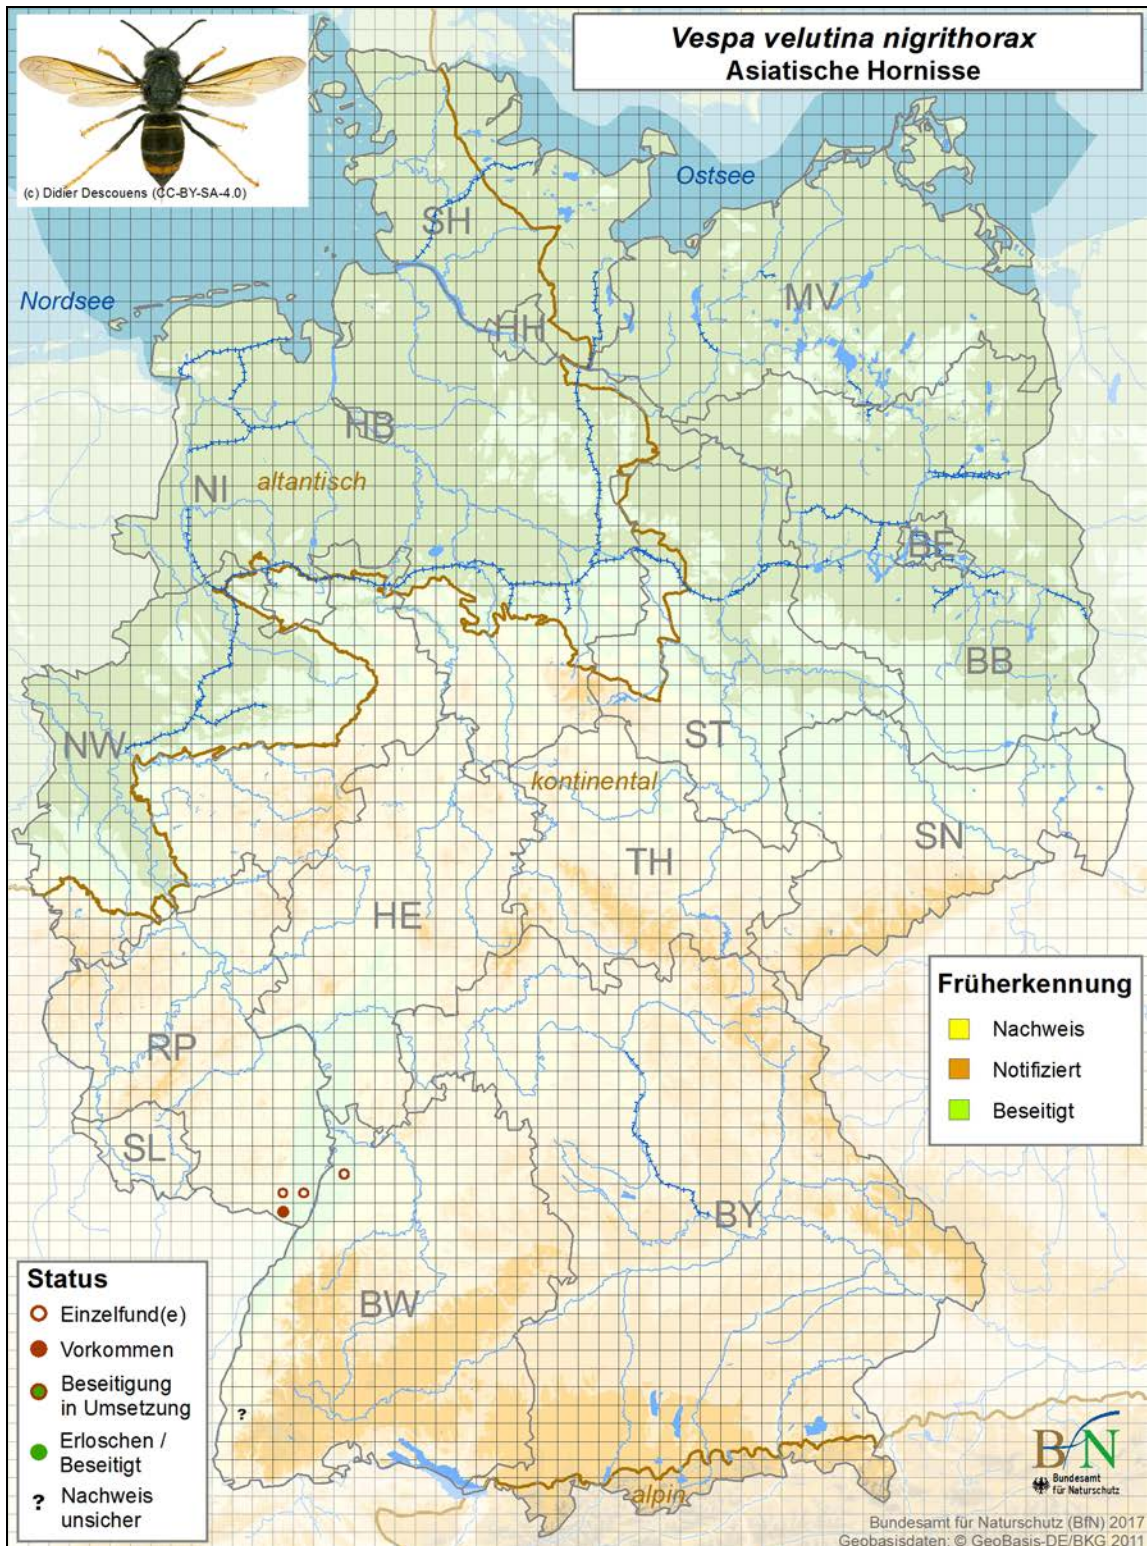 Vespa velutina nigrithorax
Asiatische Hornisse
(c) Didier Descouens (CC-BY-SA-4.0)
Ostsee
SH
Nordsee
MV
HH
HB
NI
altantisch
BE
BB
NW
ST
kontinental
SN
TH
HE
Früherkennung
Nachweis
Notifiziert
Beseitigt
RP
SL
BY
BW
Status
Einzelfund(e)
Vorkommen
Beseitigung
in Umsetzung
Erloschen /
Beseitigt
? Nachweis
unsicher
?
alpin
BfN
Bundesamt
für Naturschutz
Bundesamt für Naturschutz (BfN) 2017
Geobasisdaten: © GeoBasis-DE/BKG 2011